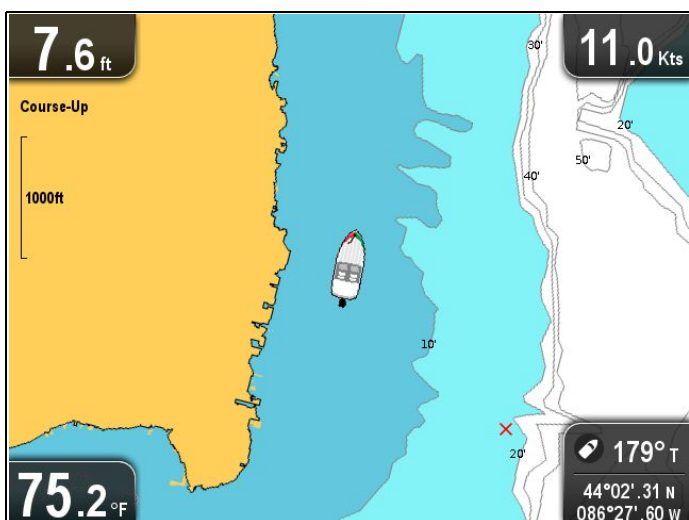 7.6 ft
11.0 Kts
Course-Up
1000ft
30'
20'
50'
40'
10'
20'
75.2 °F
179° T
44°02'.31 N
086°27'.60 W